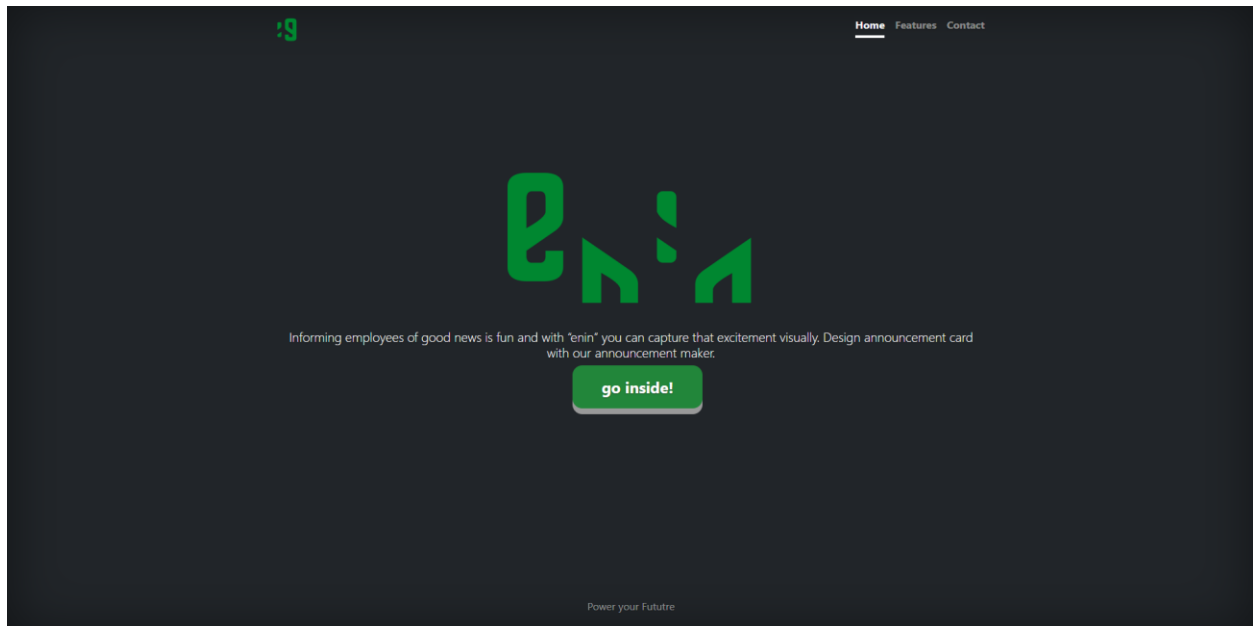 :g
Home Features Contact
enin
Informing employees of good news is fun and with “enin” you can capture that excitement visually. Design announcement card
with our announcement maker.
go inside!
Power your Fututre